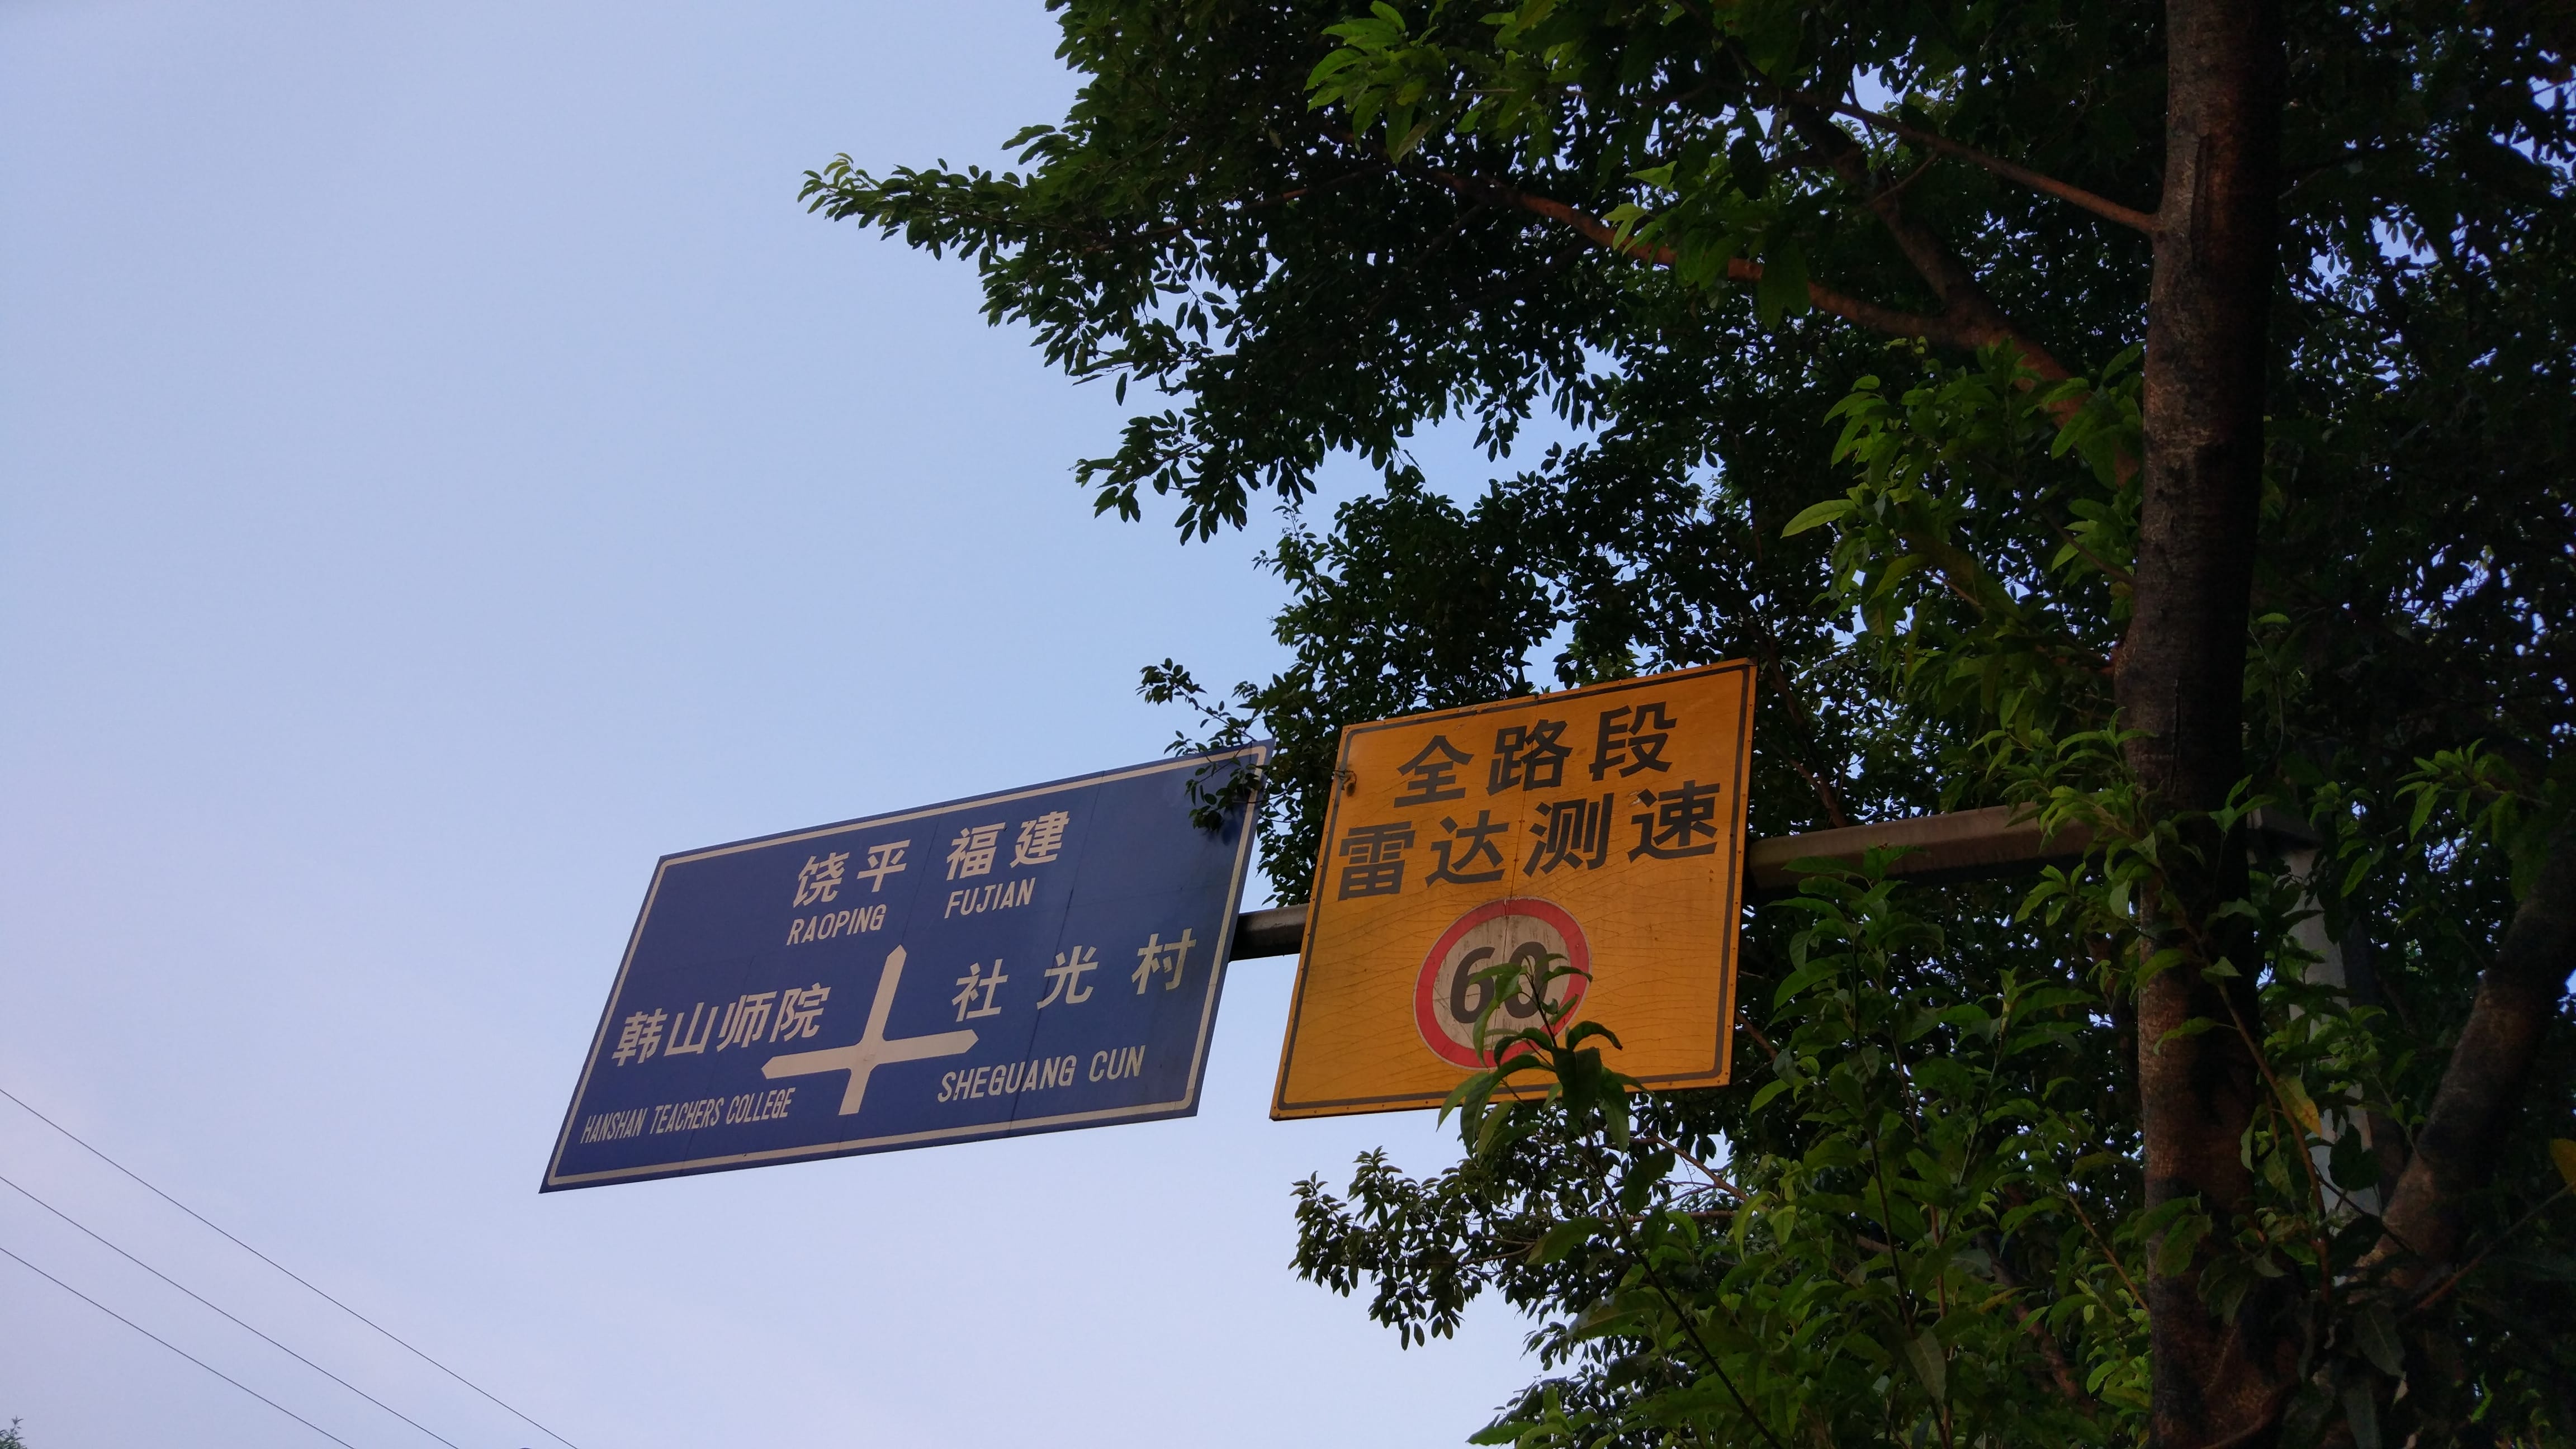 饶平 福建
RAOPING FUJIAN
韩山师院
HANSHAN TEACHERS COLLEGE
社光村
SHEGUANG CUN
全路段
雷达测速
60